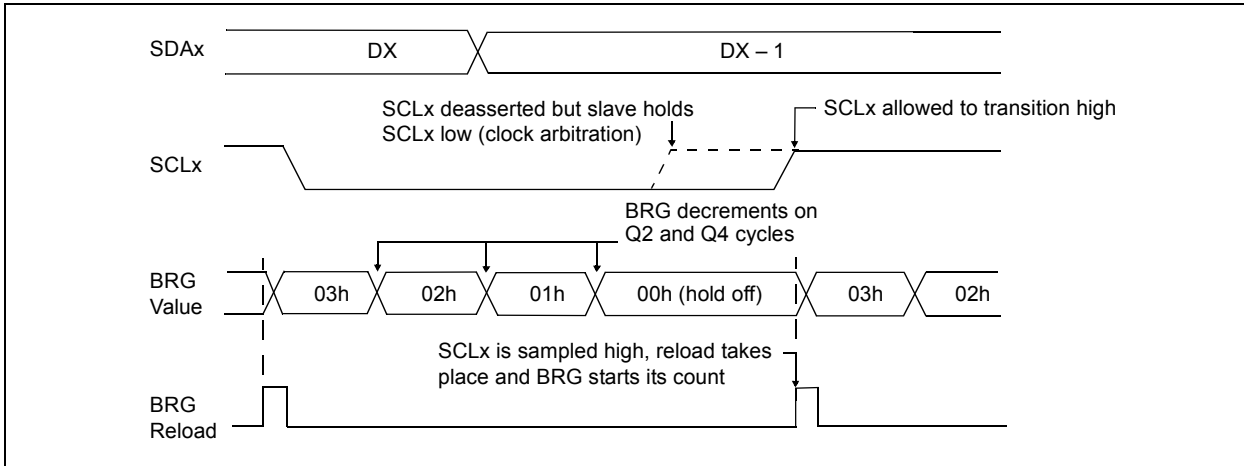 SDAx
DX
DX – 1
SCLx deasserted but slave holds
SCLx low (clock arbitration)
SCLx allowed to transition high
SCLx
BRG decrements on
Q2 and Q4 cycles
BRG
Value
03h
02h
01h
00h (hold off)
03h
02h
SCLx is sampled high, reload takes
place and BRG starts its count
BRG
Reload